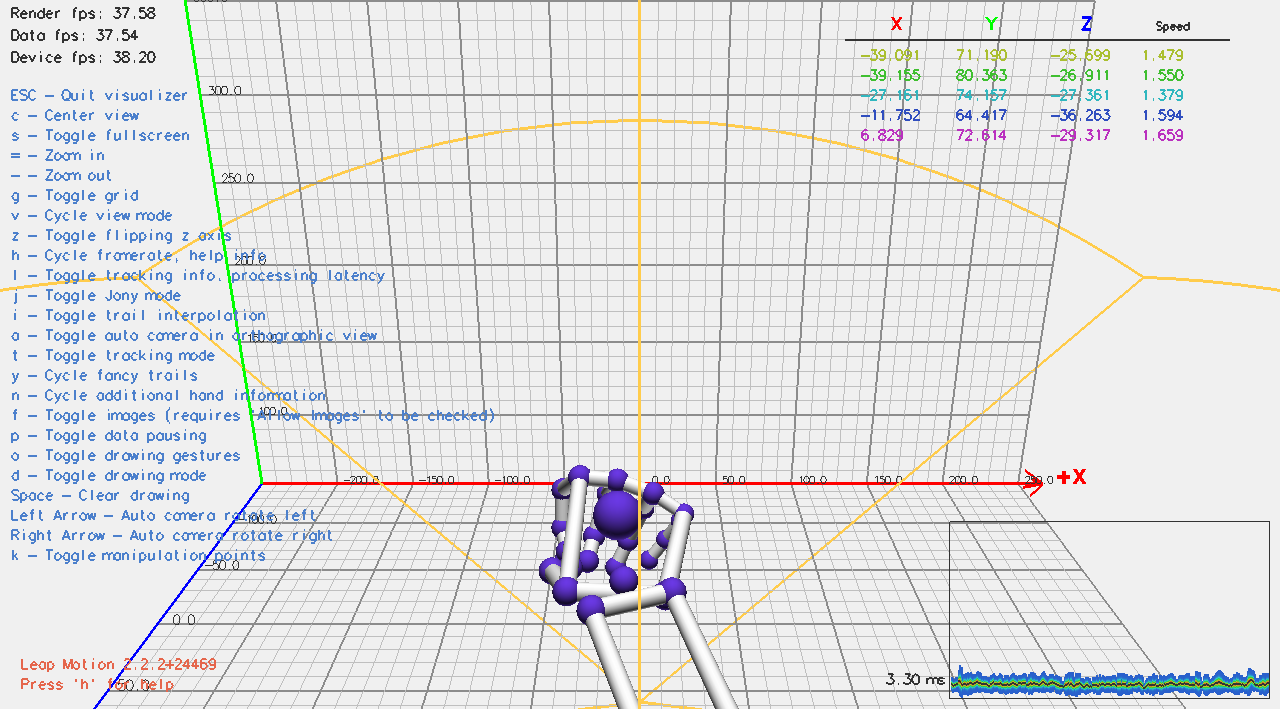 Render fps: 37.58
Data fps: 37.54
Device fps: 38.20
X Y Z Speed
-39.091 71.190 -25.699 1.479
-39.155 80.363 -26.911 1.550
-27.161 74.157 -27.361 1.379
-11.752 64.417 -36.263 1.594
6.829 72.614 -29.317 1.659
ESC - Quit visualizer
c - Center view
s - Toggle fullscreen
= - Zoom in
- - Zoom out
g - Toggle grid
v - Cycle view mode
z - Toggle flipping z axis
h - Cycle framerate, help info
l - Toggle tracking info, processing latency
j - Toggle Jony mode
i - Toggle trail interpolation
a - Toggle auto camera in orthographic view
t - Toggle tracking mode
y - Cycle fancy trails
n - Cycle additional hand information
f - Toggle images (requires 'Allow Images' to be checked)
p - Toggle data pausing
o - Toggle drawing gestures
d - Toggle drawing mode
Space - Clear drawing
Left Arrow - Auto camera rotate left
Right Arrow - Auto camera rotate right
k - Toggle manipulation points
300.0
250.0
200.0
150.0
100.0
-200.0 -150.0 -100.0 0.0 50.0 100.0 150.0 200.0 250.0
+X
-100.0
-50.0
0.0
50.0
Leap Motion 2.2.2+24469
Press 'h' for help
3.30 ms